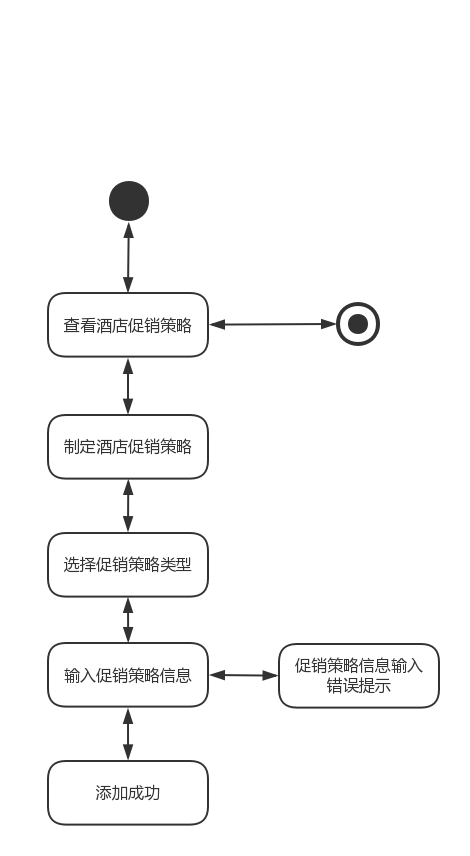 查看酒店促销策略
制定酒店促销策略
选择促销策略类型
输入促销策略信息
促销策略信息输入
错误提示
添加成功